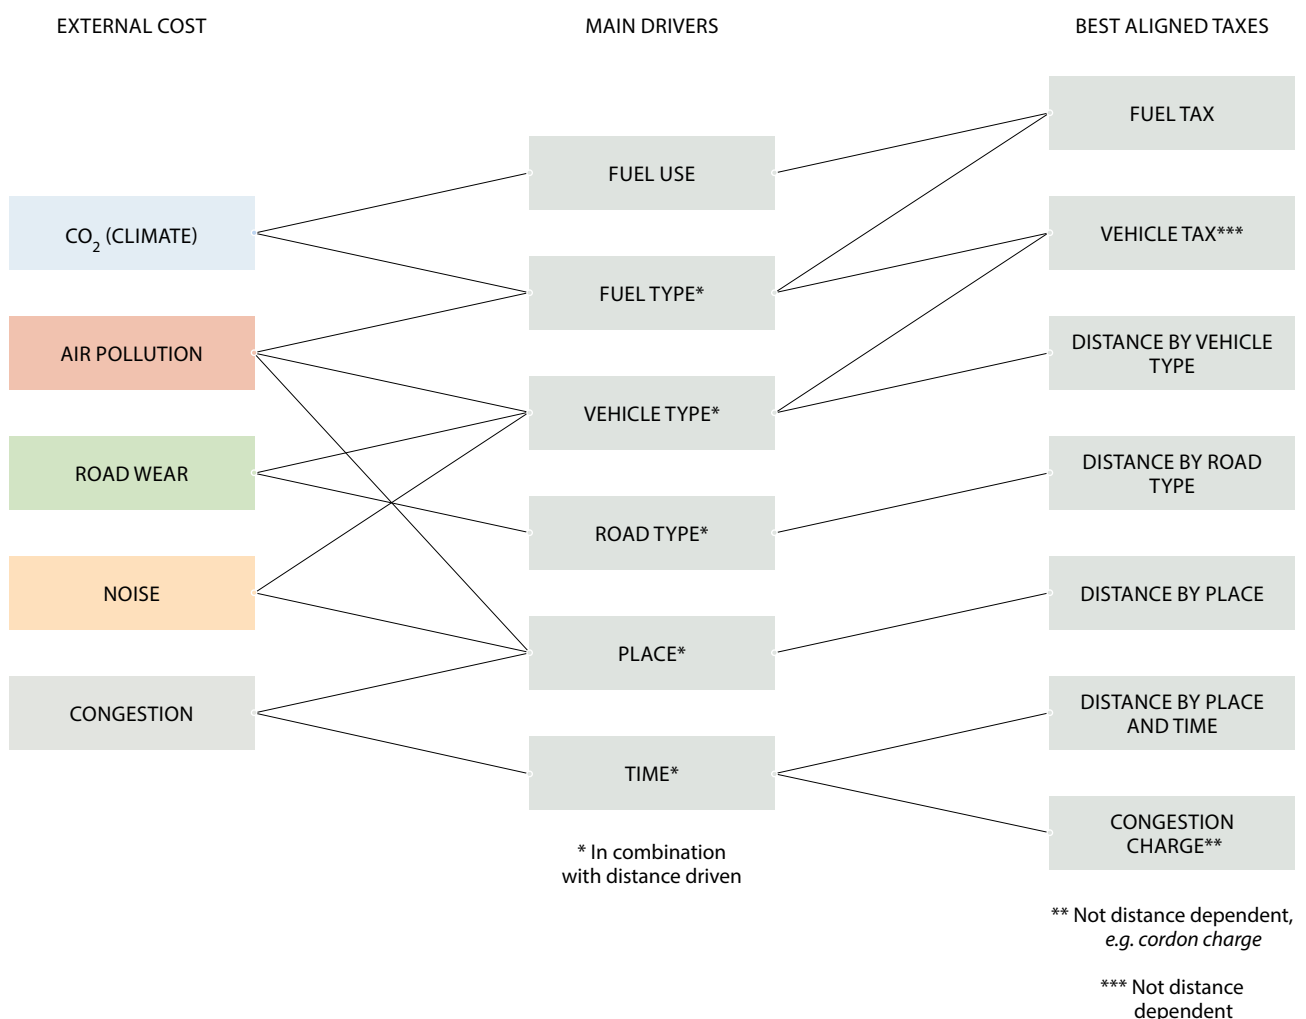 EXTERNAL COST
MAIN DRIVERS
BEST ALIGNED TAXES
CO2 (CLIMATE)
AIR POLLUTION
ROAD WEAR
NOISE
CONGESTION
FUEL USE
FUEL TYPE*
VEHICLE TYPE*
ROAD TYPE*
PLACE*
TIME*
* In combination
with distance driven
FUEL TAX
VEHICLE TAX***
DISTANCE BY VEHICLE
TYPE
DISTANCE BY ROAD
TYPE
DISTANCE BY PLACE
DISTANCE BY PLACE
AND TIME
CONGESTION
CHARGE**
** Not distance dependent,
e.g. cordon charge
*** Not distance
dependent